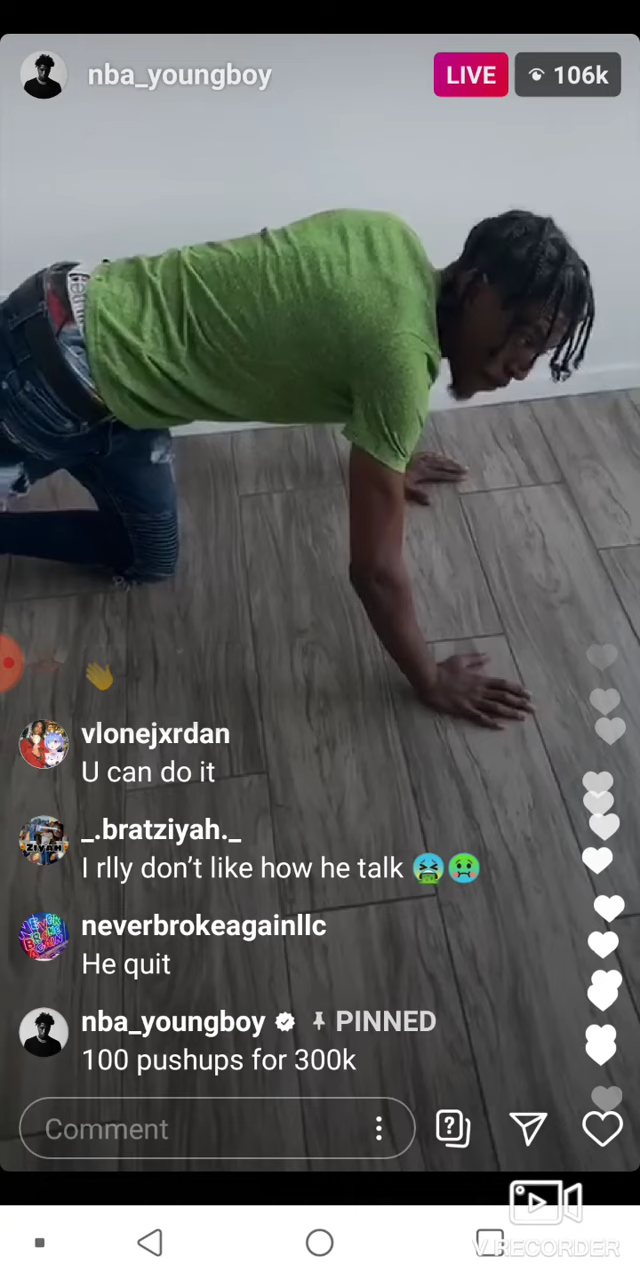 nba_youngboy
LIVE
106k
vlonejxrdan
U can do it
_.bratziyah._
I rlly don’t like how he talk 🤮🤢
neverbrokeagainllc
He quit
nba_youngboy PINNED
100 pushups for 300k
Comment
V RECORDER